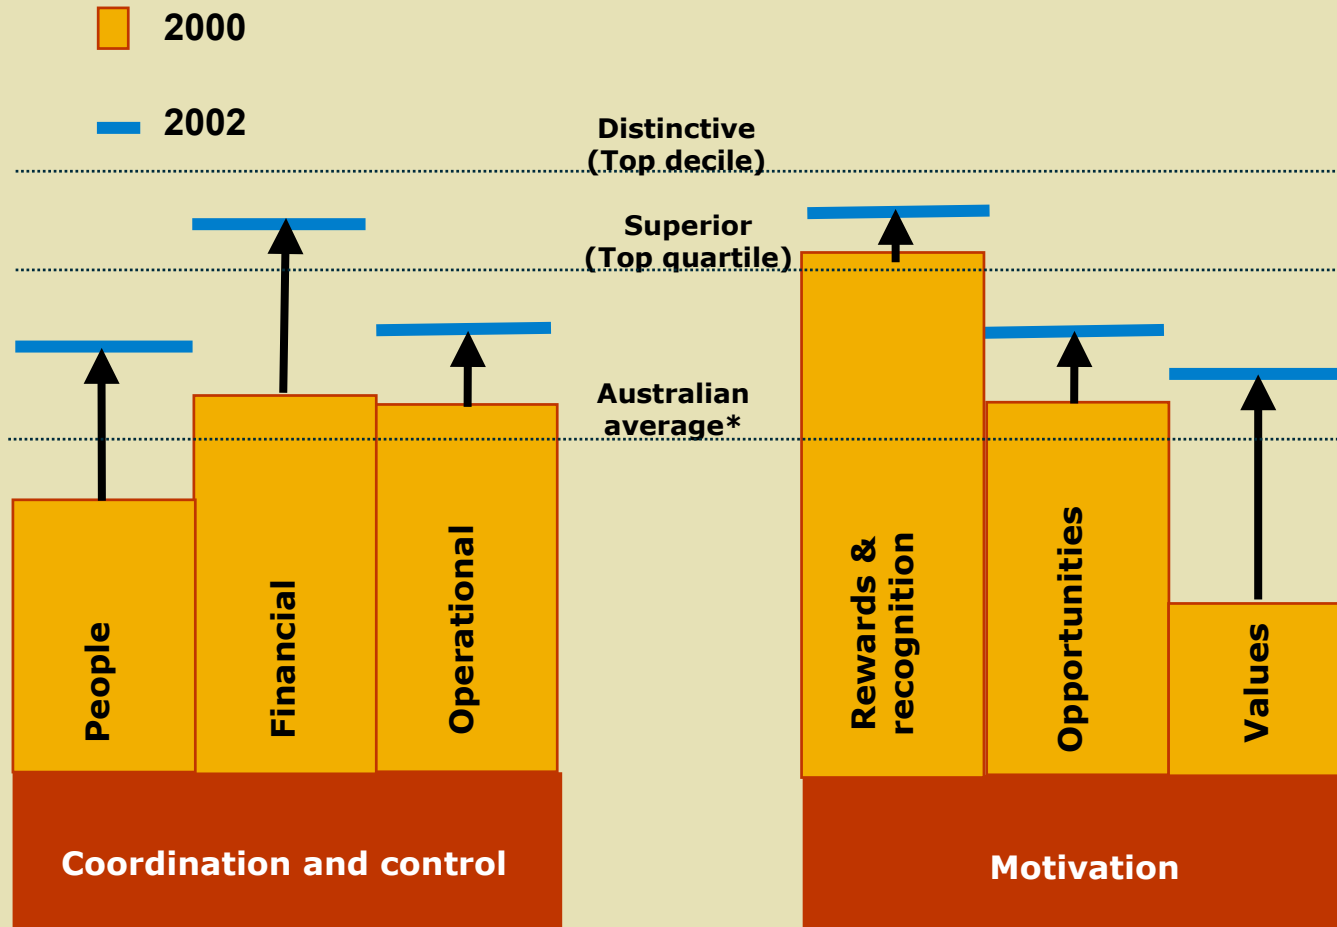 2000
2002
Distinctive
(Top decile)
Superior
(Top quartile)
Australian
average*
People
Financial
Operational
Rewards &
recognition
Opportunities
Values
Coordination and control
Motivation